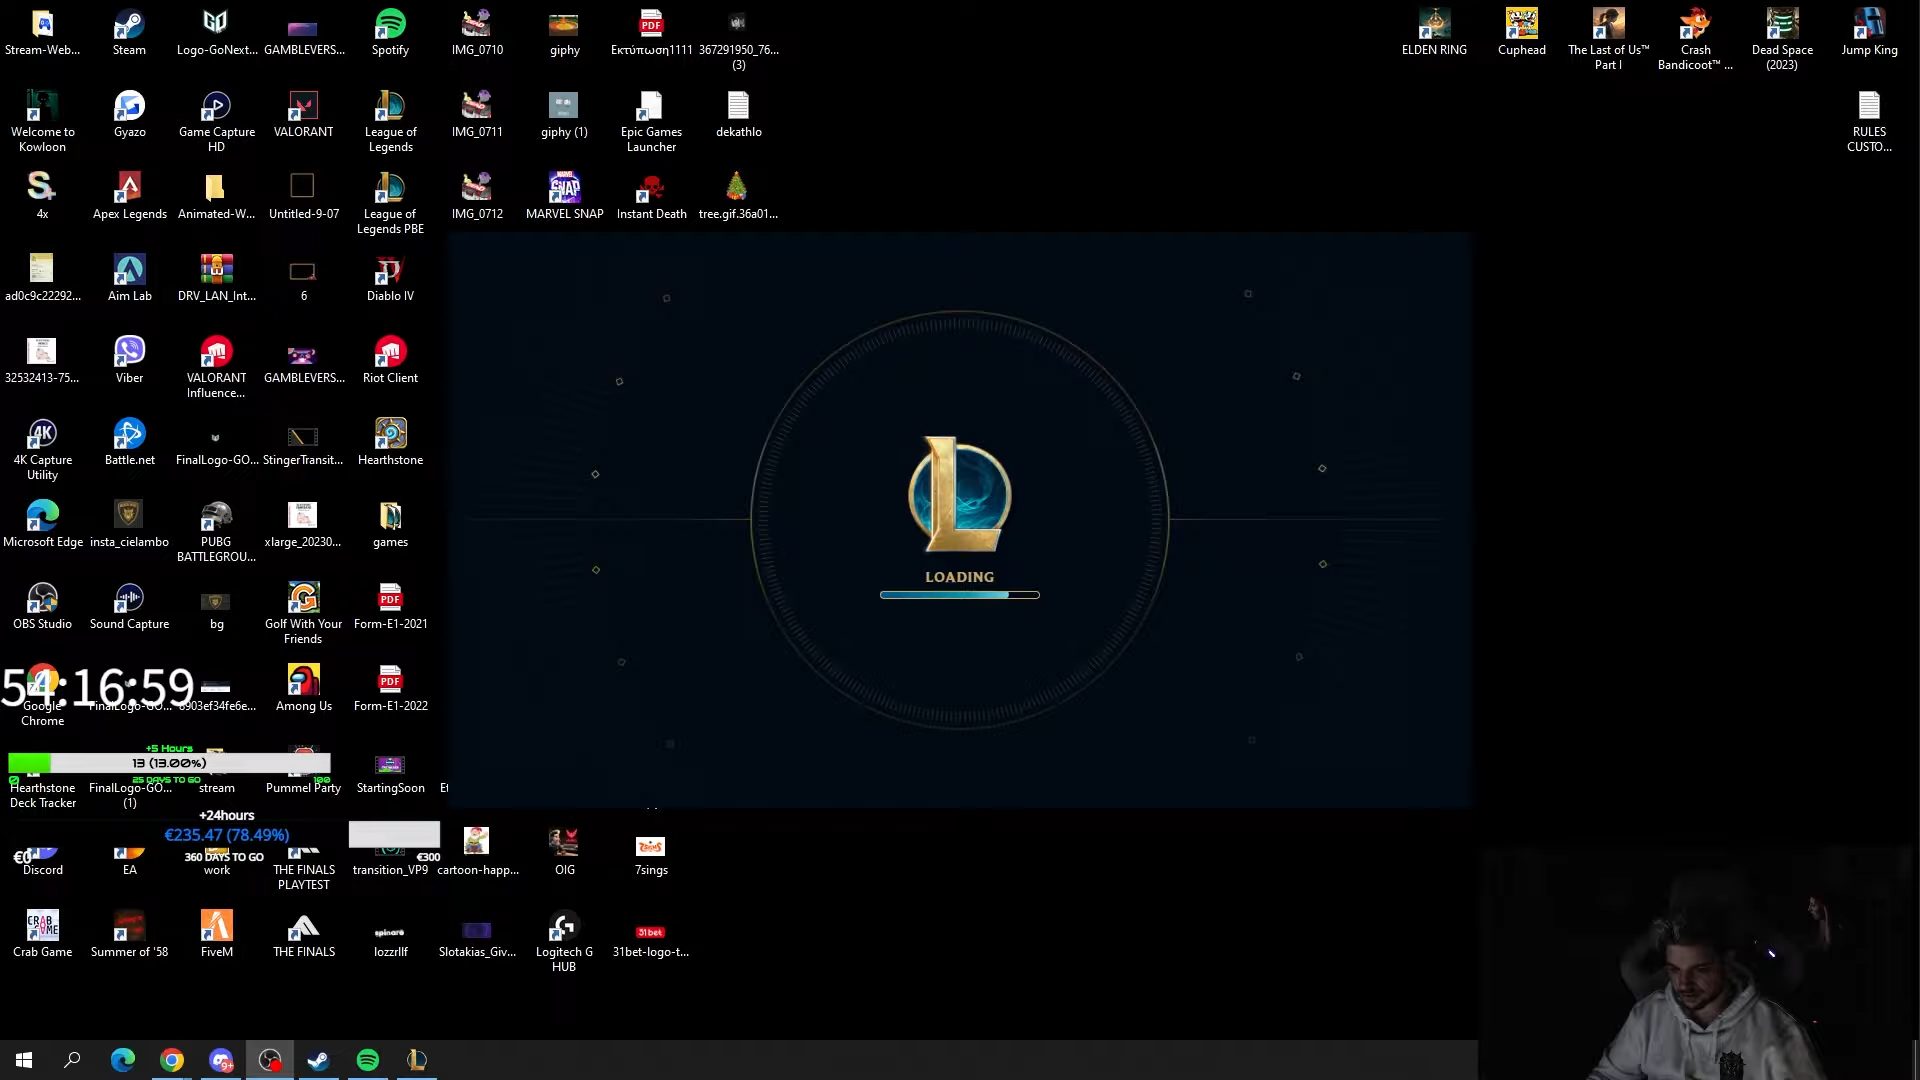 Stream-Web...
Steam
Logo-GoNext...
GAMBLEVERS...
Spotify
IMG_0710
giphy
Εκτύπωση1111
367291950_76...
(3)
ELDEN RING
Cuphead
The Last of Us™
Part I
Crash
Bandicoot™ ...
Dead Space
(2023)
Jump King
Welcome to
Kowloon
Gyazo
Game Capture
HD
VALORANT
League of
Legends
IMG_0711
giphy (1)
Epic Games
Launcher
dekathlo
RULES
CUSTO...
4x
Apex Legends
Animated-W...
Untitled-9-07
League of
Legends PBE
IMG_0712
MARVEL SNAP
Instant Death
tree.gif.36a01...
ad0c9c22292...
Aim Lab
DRV_LAN_Int...
6
Diablo IV
32532413-75...
Viber
VALORANT
Influence...
GAMBLEVERS...
Riot Client
4K Capture
Utility
Battle.net
FinalLogo-GO...
StingerTransit...
Hearthstone
Microsoft Edge
insta_cielambo
PUBG
BATTLEGROU...
xlarge_20230...
games
LOADING
OBS Studio
Sound Capture
bg
Golf With Your
Friends
Form-E1-2021
54:16:59
Google
Chrome
FinalLogo-GO...
6903ef34fe6e...
Among Us
Form-E1-2022
+5 Hours
13 (13.00%)
0
25 DAYS TO GO
100
Hearthstone
Deck Tracker
FinalLogo-GO...
(1)
stream
Pummel Party
StartingSoon
+24hours
€235.47 (78.49%)
€0
360 DAYS TO GO
€300
Discord
EA
work
THE FINALS
PLAYTEST
transition_VP9
cartoon-happ...
OIG
7sings
Crab Game
Summer of '58
FiveM
THE FINALS
lozzrllf
Slotakias_Giv...
Logitech G
HUB
31bet-logo-t...